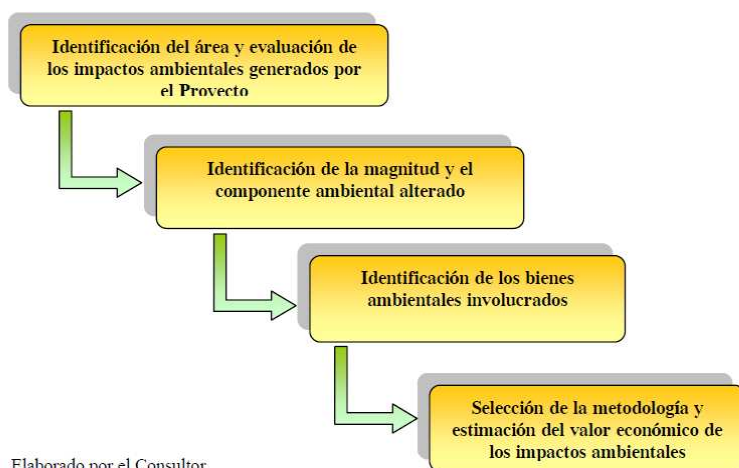 Identificación del área y evaluación de
los impactos ambientales generados por
el Proyecto
Identificación de la magnitud y el
componente ambiental alterado
Identificación de los bienes
ambientales involucrados
Selección de la metodología y
estimación del valor económico de
los impactos ambientales
Elaborado por el Consultor